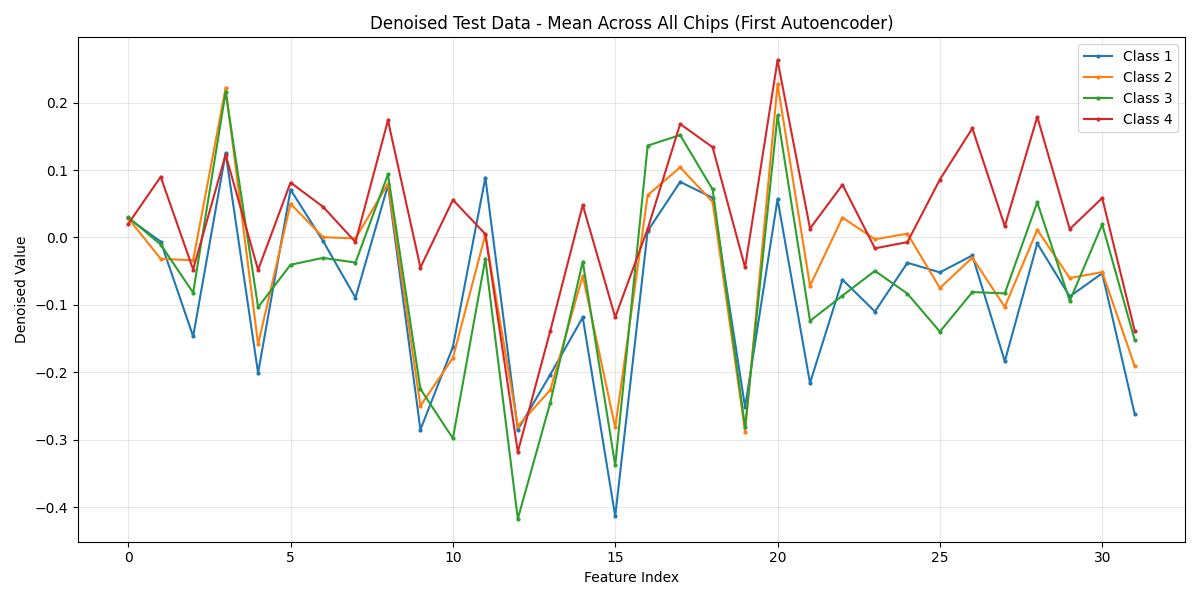 Denoised Test Data - Mean Across All Chips (First Autoencoder)
Class 1
Class 2
Class 3
Class 4
Denoised Value
0.2
0.1
0.0
−0.1
−0.2
−0.3
−0.4
0 5 10 15 20 25 30
Feature Index